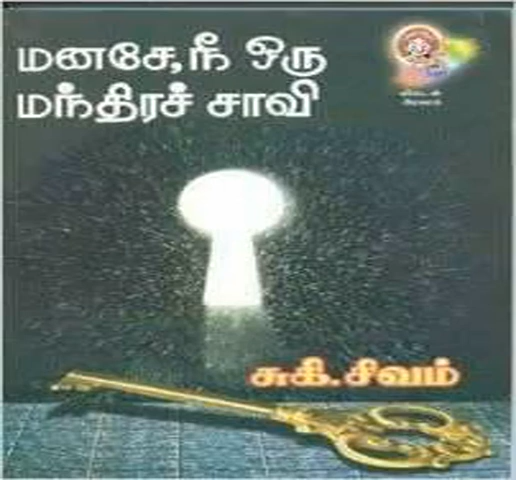 மனசே, நீ ஒரு
மந்திரச் சாவி
சுகி. சிவம்